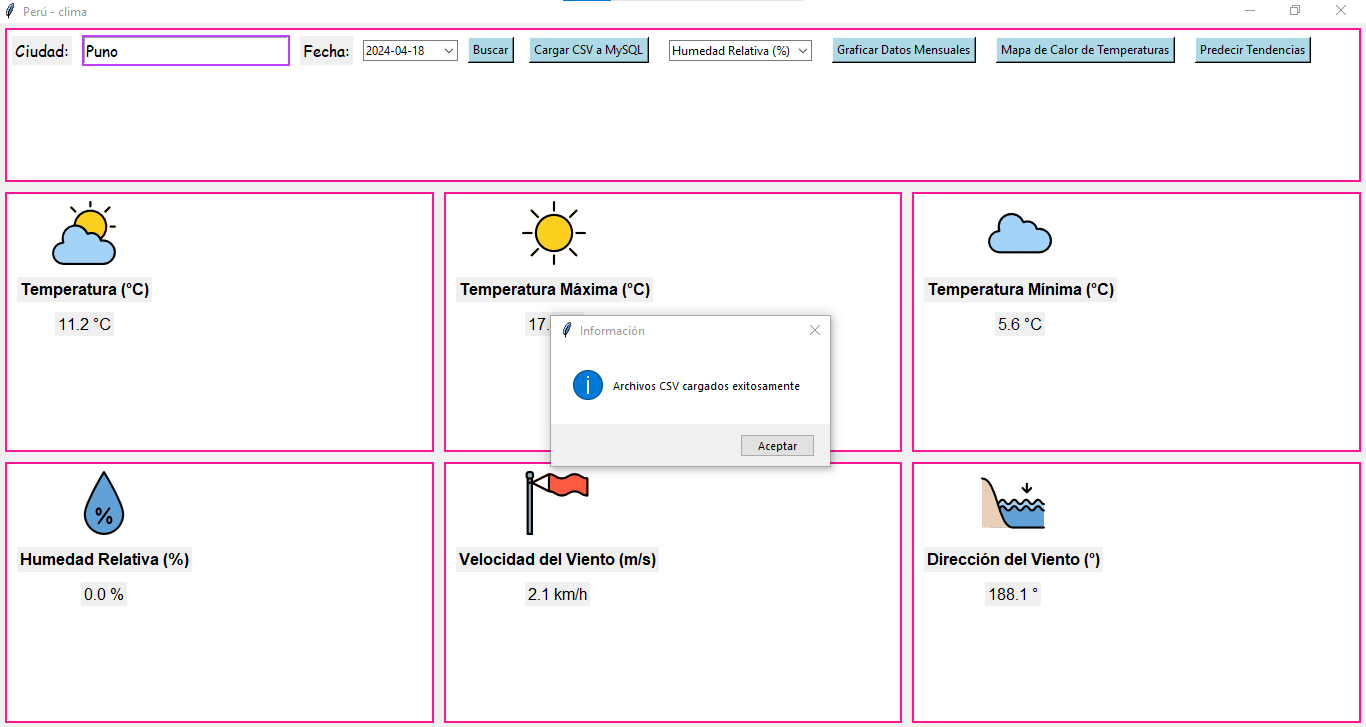 Perú - clima
Ciudad: Puno Fecha: 2024-04-18 Buscar Cargar CSV a MySQL Humedad Relativa (%) Graficar Datos Mensuales Mapa de Calor de Temperaturas Predecir Tendencias
Temperatura (°C) Temperatura Máxima (°C) Temperatura Mínima (°C)
11.2 °C 17. 5.6 °C
Información
i
Archivos CSV cargados exitosamente
Aceptar
%
Humedad Relativa (%) Velocidad del Viento (m/s) Dirección del Viento (°)
0.0 % 2.1 km/h 188.1 °